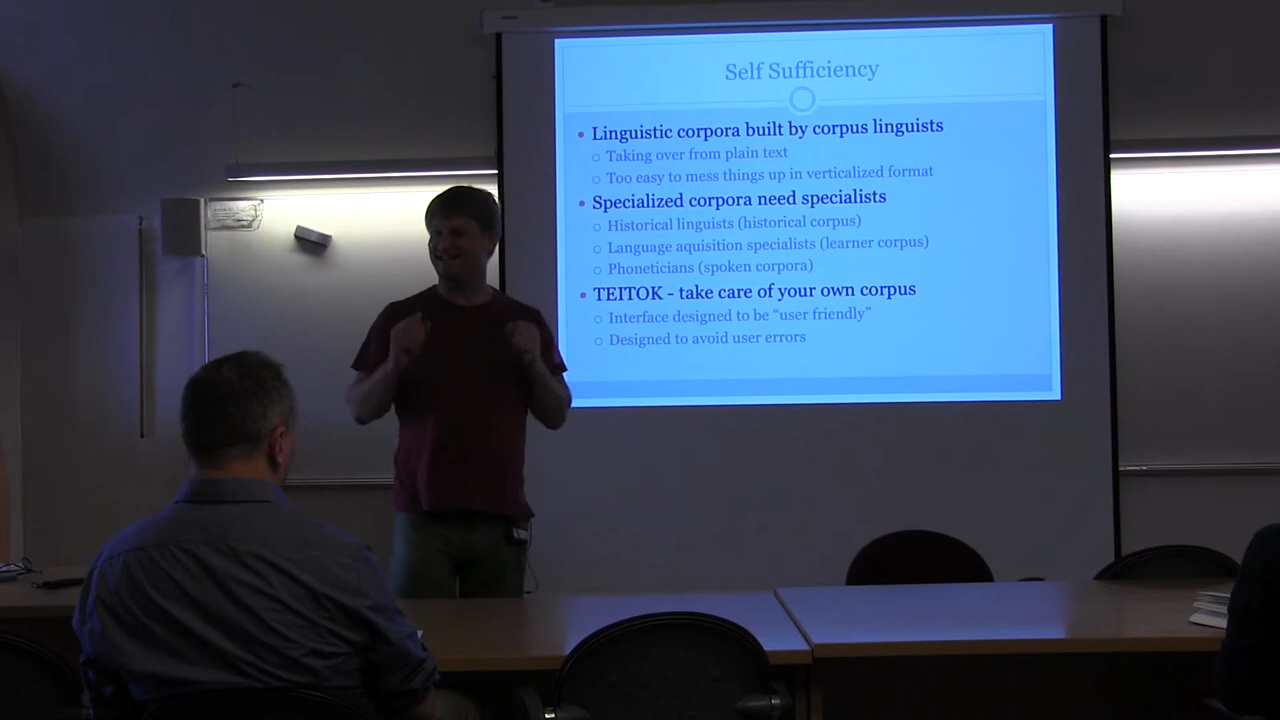 Self Sufficiency
• Linguistic corpora built by corpus linguists
○ Taking over from plain text
○ Too easy to mess things up in verticalized format
• Specialized corpora need specialists
○ Historical linguists (historical corpus)
○ Language aquisition specialists (learner corpus)
○ Phoneticians (spoken corpora)
• TEITOK - take care of your own corpus
○ Interface designed to be “user friendly”
○ Designed to avoid user errors